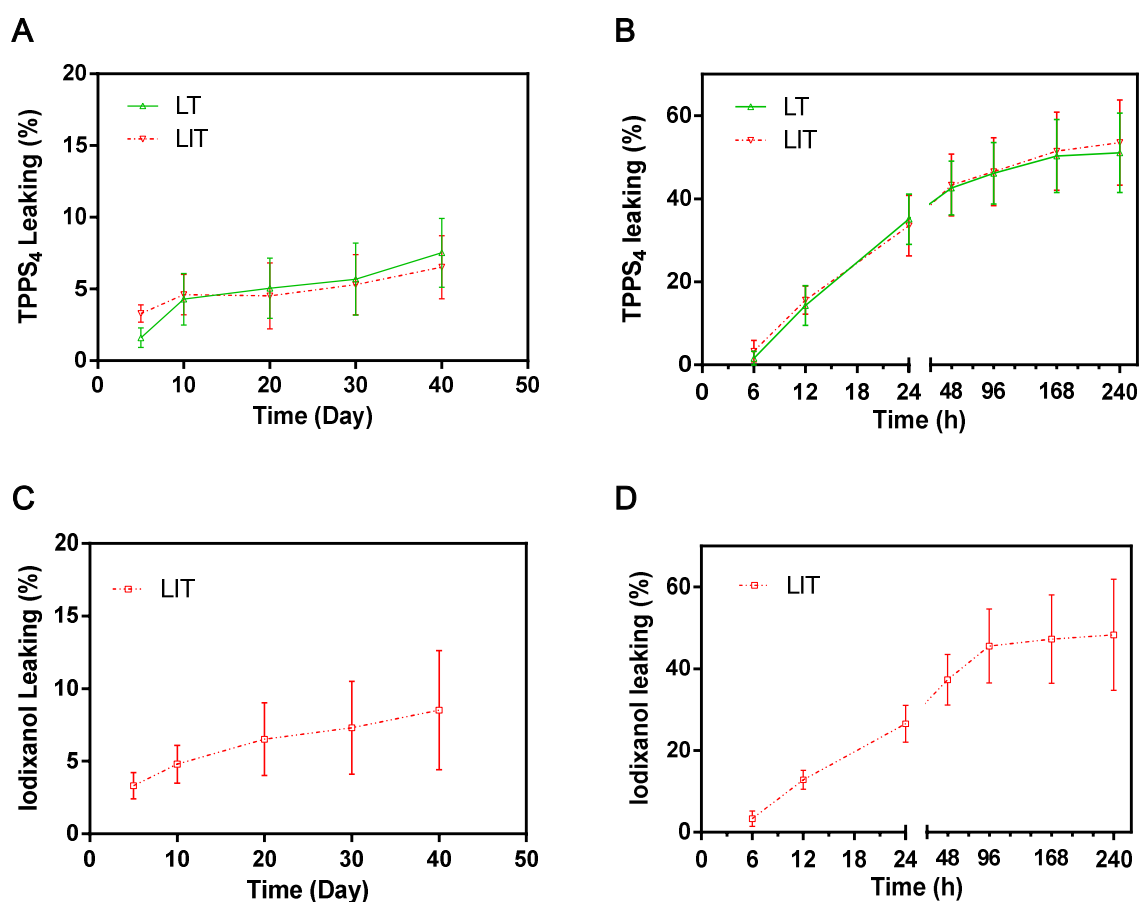 A
TPPS4 Leaking (%)
20
15
10
5
0
LT
LIT
0 10 20 30 40 50
Time (Day)
B
TPPS4 leaking (%)
60
40
20
0
LT
LIT
0 6 12 18 24 48 96 168 240
Time (h)
C
Iodixanol Leaking (%)
20
15
10
5
0
LIT
0 10 20 30 40 50
Time (Day)
D
Iodixanol leaking (%)
60
40
20
0
LIT
0 6 12 18 24 48 96 168 240
Time (h)